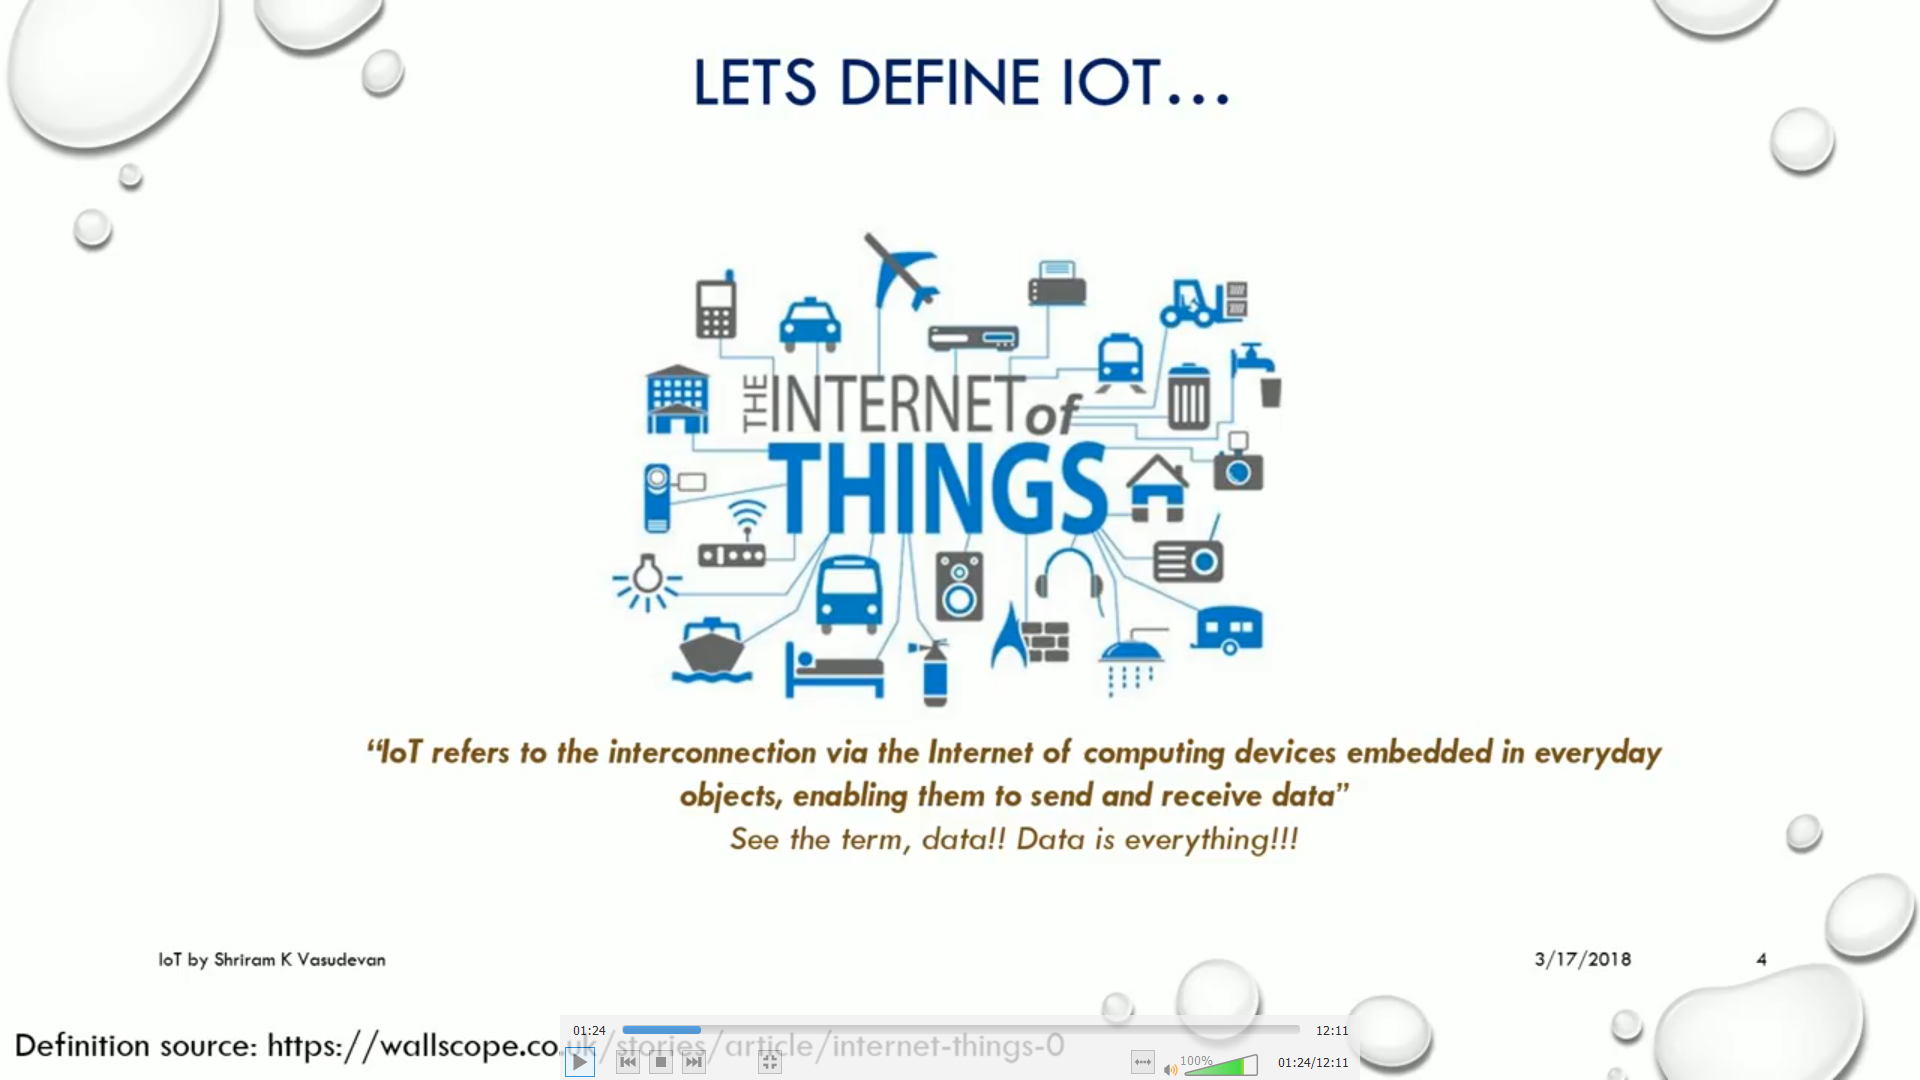 LETS DEFINE IOT...
THE INTERNET of
THINGS
“IoT refers to the interconnection via the Internet of computing devices embedded in everyday
objects, enabling them to send and receive data”
See the term, data!! Data is everything!!!
IoT by Shriram K Vasudevan
3/17/2018
4
Definition source: https://wallscope.co.uk/stories/article/internet-things-0
01:24
12:11
100%
01:24/12:11